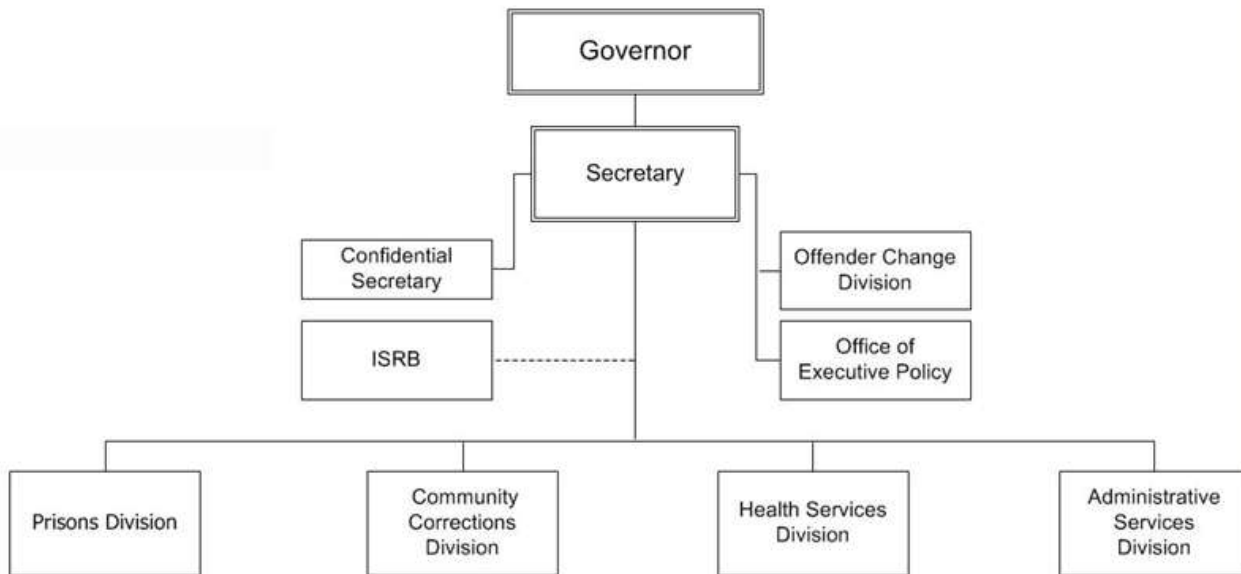 Governor
Secretary
Confidential
Secretary
Offender Change
Division
ISRB
Office of
Executive Policy
Prisons Division
Community
Corrections
Division
Health Services
Division
Administrative
Services
Division